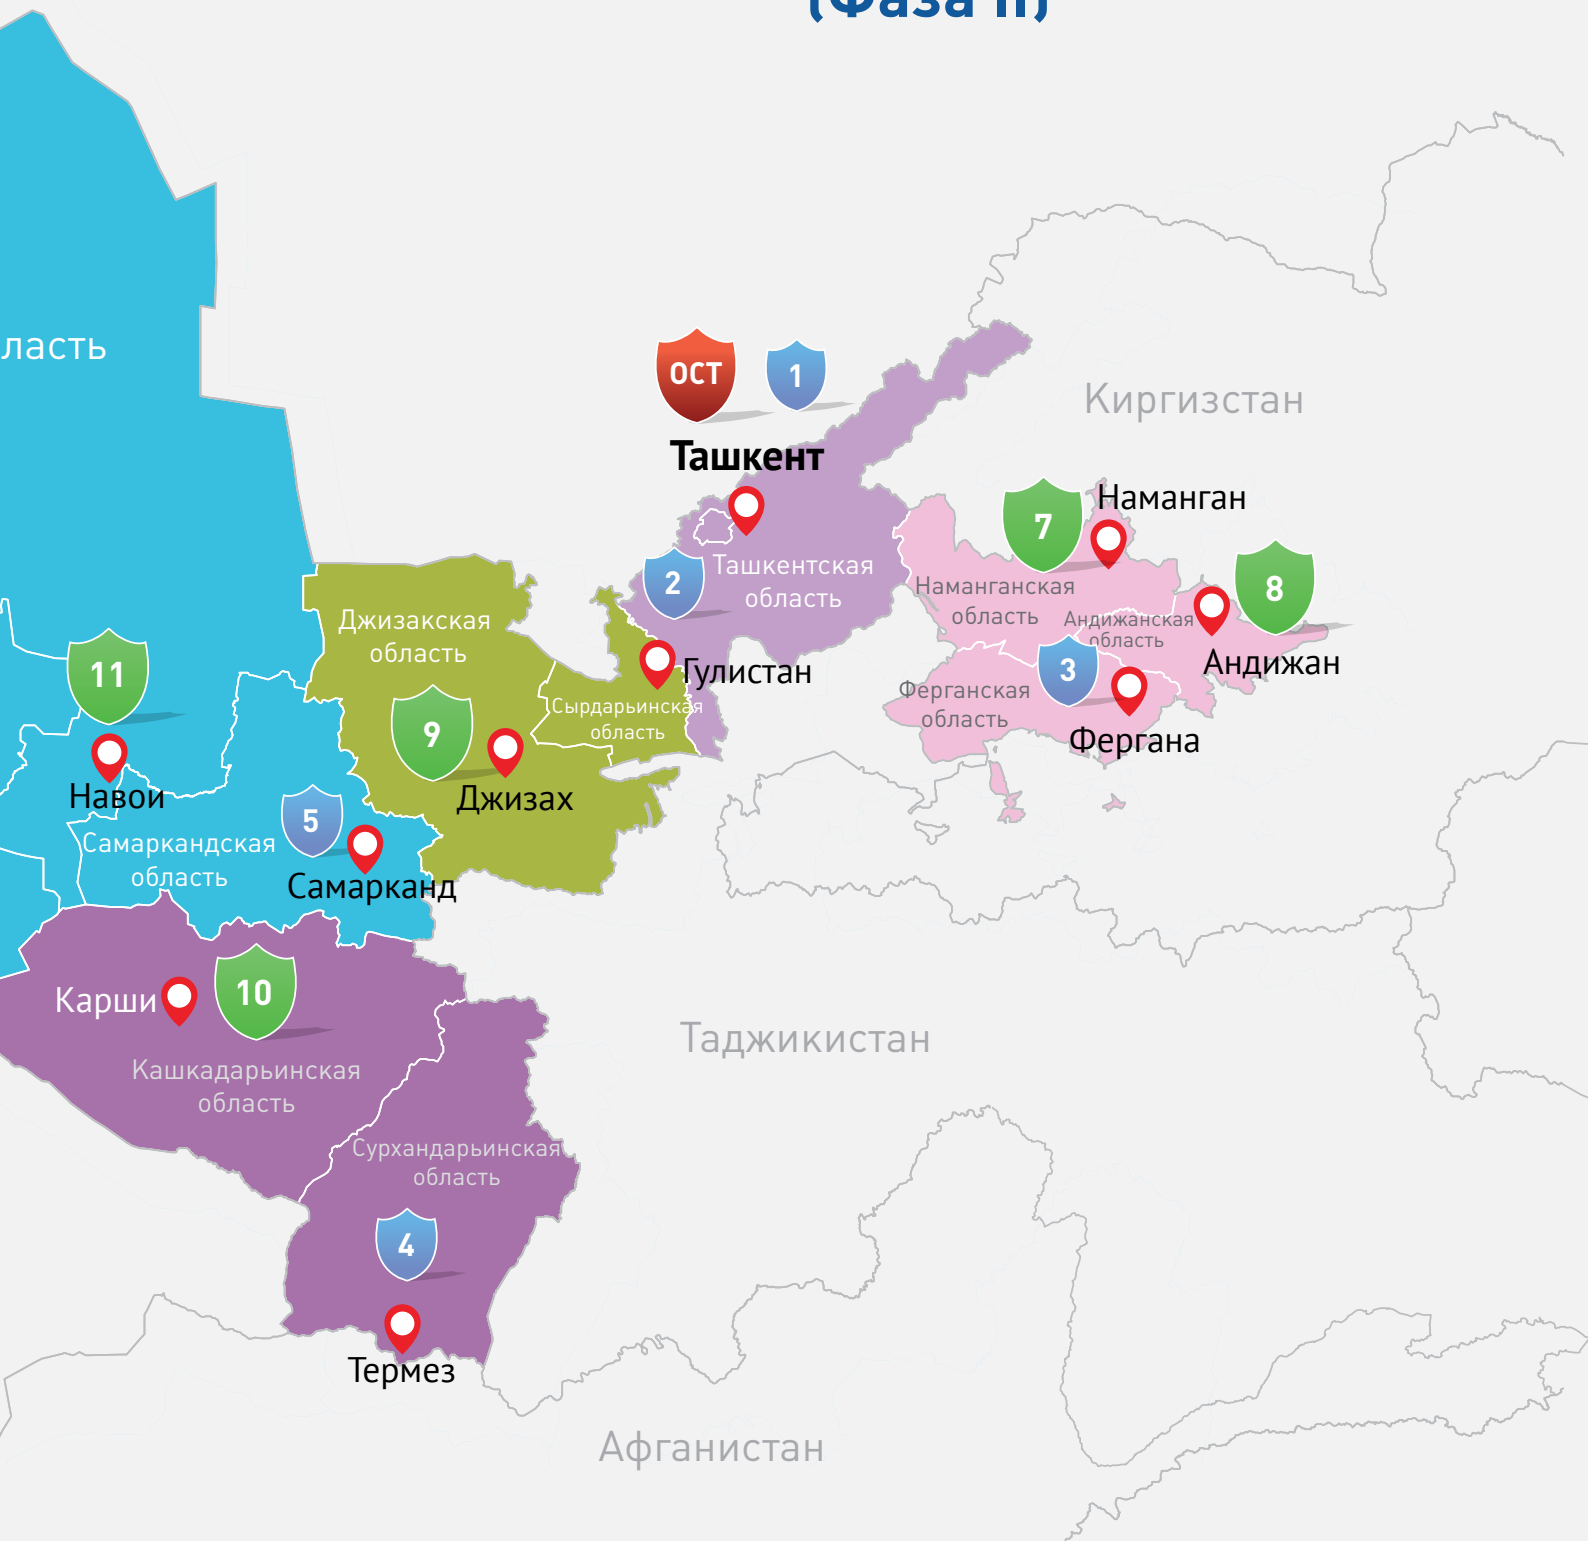 (Фаза II)
ласть
ОСТ
1
Ташкент
Киргизстан
7
Наманган
2
Ташкентская
область
8
Наманганская
область
Андижанская
область
Андижан
Джизакская
область
11
Гулистан
3
Ферганская
область
Фергана
9
Сырдарьинская
область
Джизах
Навои
5
Самаркандская
область
Самарканд
Карши
10
Таджикистан
Кашкадарьинская
область
Сурхандарьинская
область
4
Термез
Афганистан